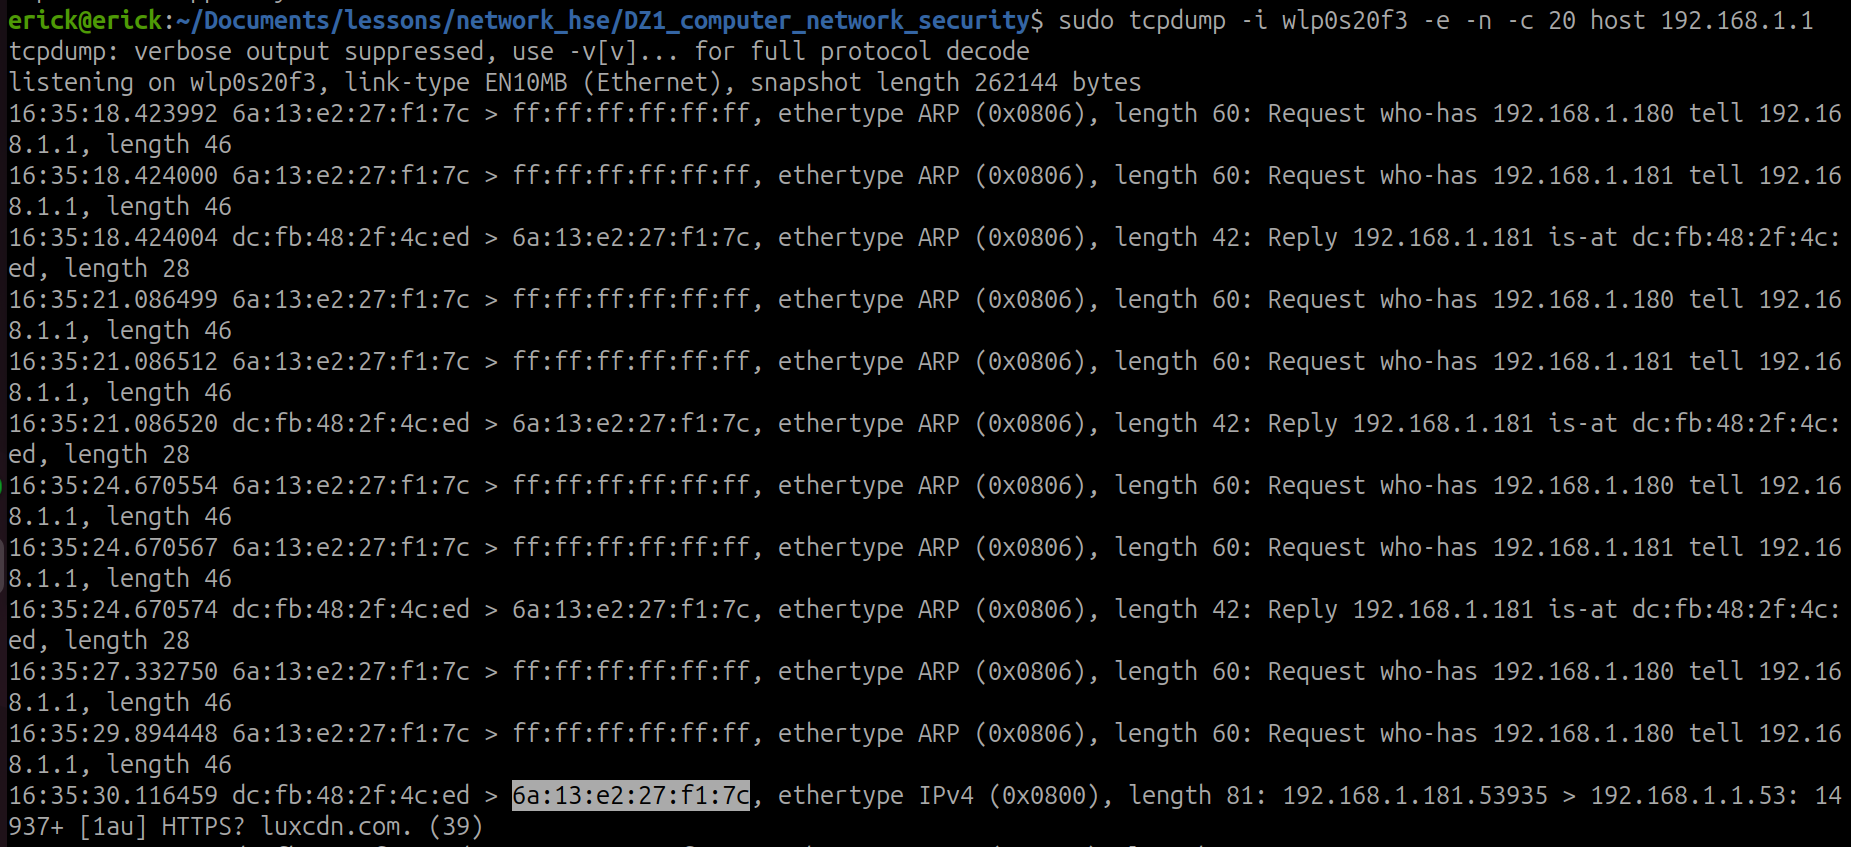 erick@erick:~/Documents/lessons/network_hse/DZ1_computer_network_security$ sudo tcpdump -i wlp0s20f3 -e -n -c 20 host 192.168.1.1
tcpdump: verbose output suppressed, use -v[v]... for full protocol decode
listening on wlp0s20f3, link-type EN10MB (Ethernet), snapshot length 262144 bytes
16:35:18.423992 6a:13:e2:27:f1:7c > ff:ff:ff:ff:ff:ff, ethertype ARP (0x0806), length 60: Request who-has 192.168.1.180 tell 192.16
8.1.1, length 46
16:35:18.424000 6a:13:e2:27:f1:7c > ff:ff:ff:ff:ff:ff, ethertype ARP (0x0806), length 60: Request who-has 192.168.1.181 tell 192.16
8.1.1, length 46
16:35:18.424004 dc:fb:48:2f:4c:ed > 6a:13:e2:27:f1:7c, ethertype ARP (0x0806), length 42: Reply 192.168.1.181 is-at dc:fb:48:2f:4c:
ed, length 28
16:35:21.086499 6a:13:e2:27:f1:7c > ff:ff:ff:ff:ff:ff, ethertype ARP (0x0806), length 60: Request who-has 192.168.1.180 tell 192.16
8.1.1, length 46
16:35:21.086512 6a:13:e2:27:f1:7c > ff:ff:ff:ff:ff:ff, ethertype ARP (0x0806), length 60: Request who-has 192.168.1.181 tell 192.16
8.1.1, length 46
16:35:21.086520 dc:fb:48:2f:4c:ed > 6a:13:e2:27:f1:7c, ethertype ARP (0x0806), length 42: Reply 192.168.1.181 is-at dc:fb:48:2f:4c:
ed, length 28
16:35:24.670554 6a:13:e2:27:f1:7c > ff:ff:ff:ff:ff:ff, ethertype ARP (0x0806), length 60: Request who-has 192.168.1.180 tell 192.16
8.1.1, length 46
16:35:24.670567 6a:13:e2:27:f1:7c > ff:ff:ff:ff:ff:ff, ethertype ARP (0x0806), length 60: Request who-has 192.168.1.181 tell 192.16
8.1.1, length 46
16:35:24.670574 dc:fb:48:2f:4c:ed > 6a:13:e2:27:f1:7c, ethertype ARP (0x0806), length 42: Reply 192.168.1.181 is-at dc:fb:48:2f:4c:
ed, length 28
16:35:27.332750 6a:13:e2:27:f1:7c > ff:ff:ff:ff:ff:ff, ethertype ARP (0x0806), length 60: Request who-has 192.168.1.180 tell 192.16
8.1.1, length 46
16:35:29.894448 6a:13:e2:27:f1:7c > ff:ff:ff:ff:ff:ff, ethertype ARP (0x0806), length 60: Request who-has 192.168.1.180 tell 192.16
8.1.1, length 46
16:35:30.116459 dc:fb:48:2f:4c:ed > 6a:13:e2:27:f1:7c, ethertype IPv4 (0x0800), length 81: 192.168.1.181.53935 > 192.168.1.1.53: 14
937+ [1au] HTTPS? luxcdn.com. (39)